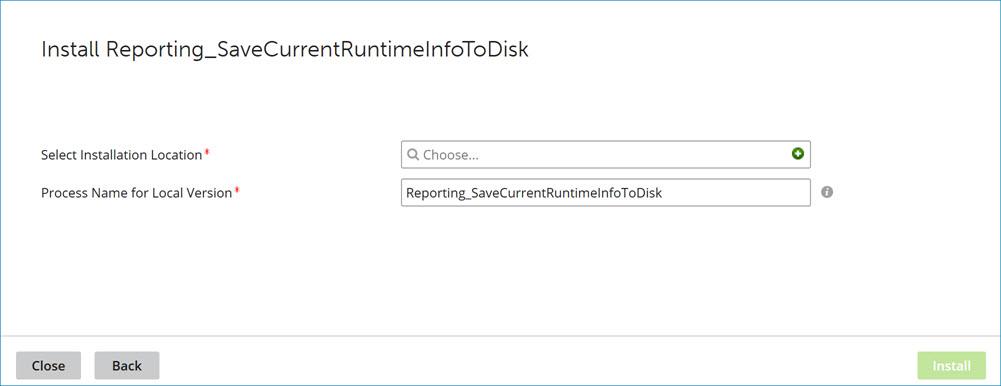 Install Reporting_SaveCurrentRuntimeInfoToDisk
Select Installation Location*
Choose...
Process Name for Local Version*
Reporting_SaveCurrentRuntimeInfoToDisk
Close
Back
Install